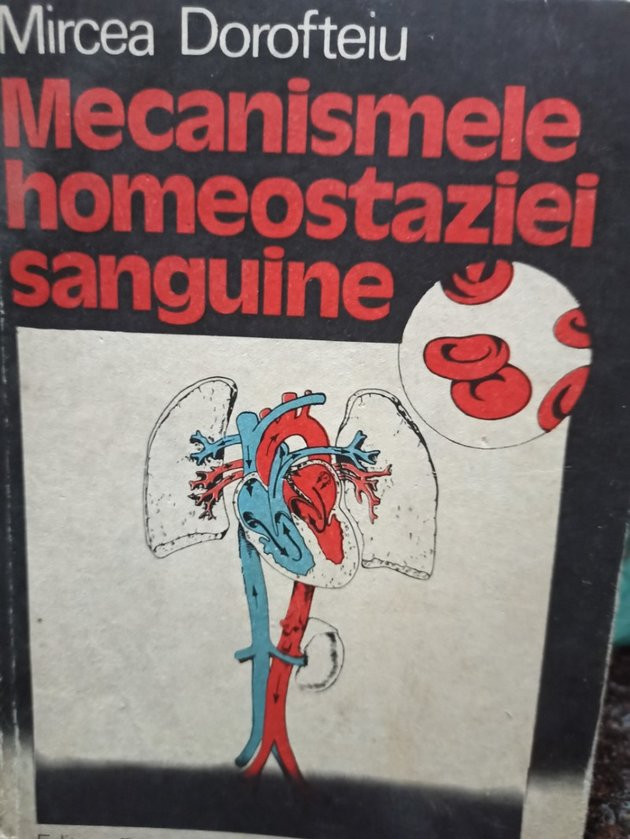 Mircea Dorofteiu
Mecanismele
homeostaziei
sanguine